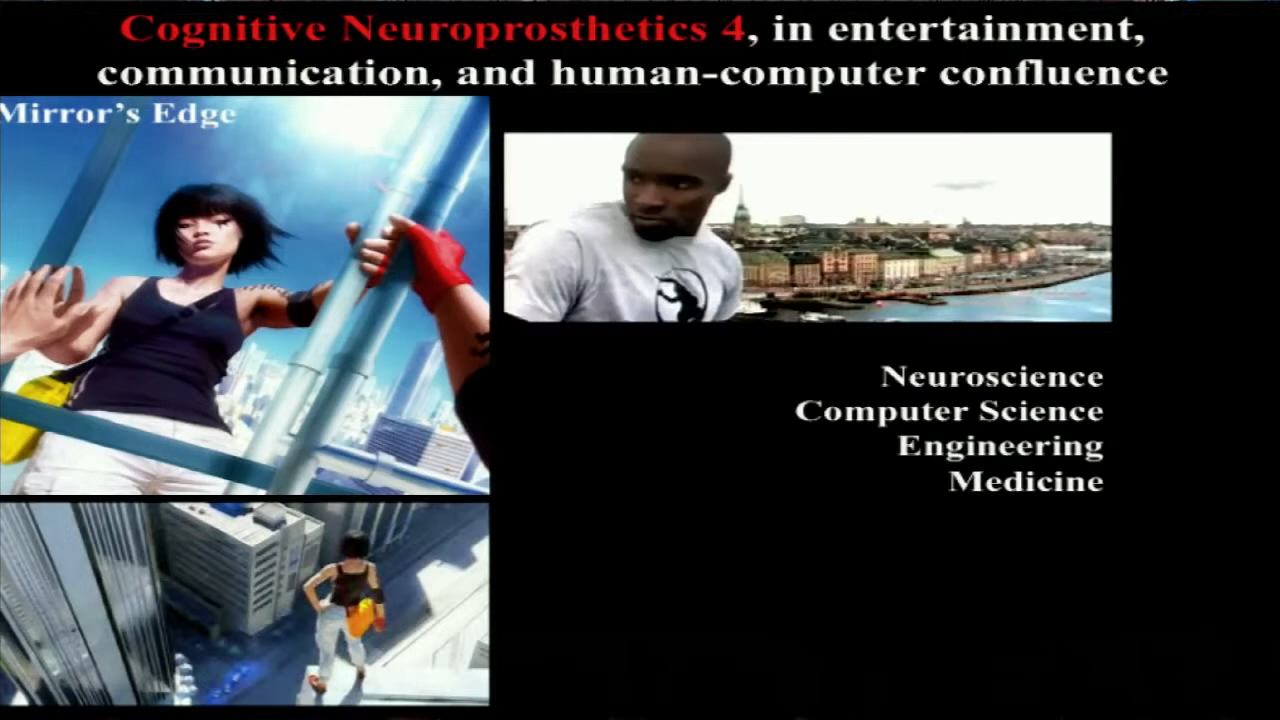 Cognitive Neuroprosthetics 4, in entertainment,
communication, and human-computer confluence
Mirror's Edge
Neuroscience
Computer Science
Engineering
Medicine